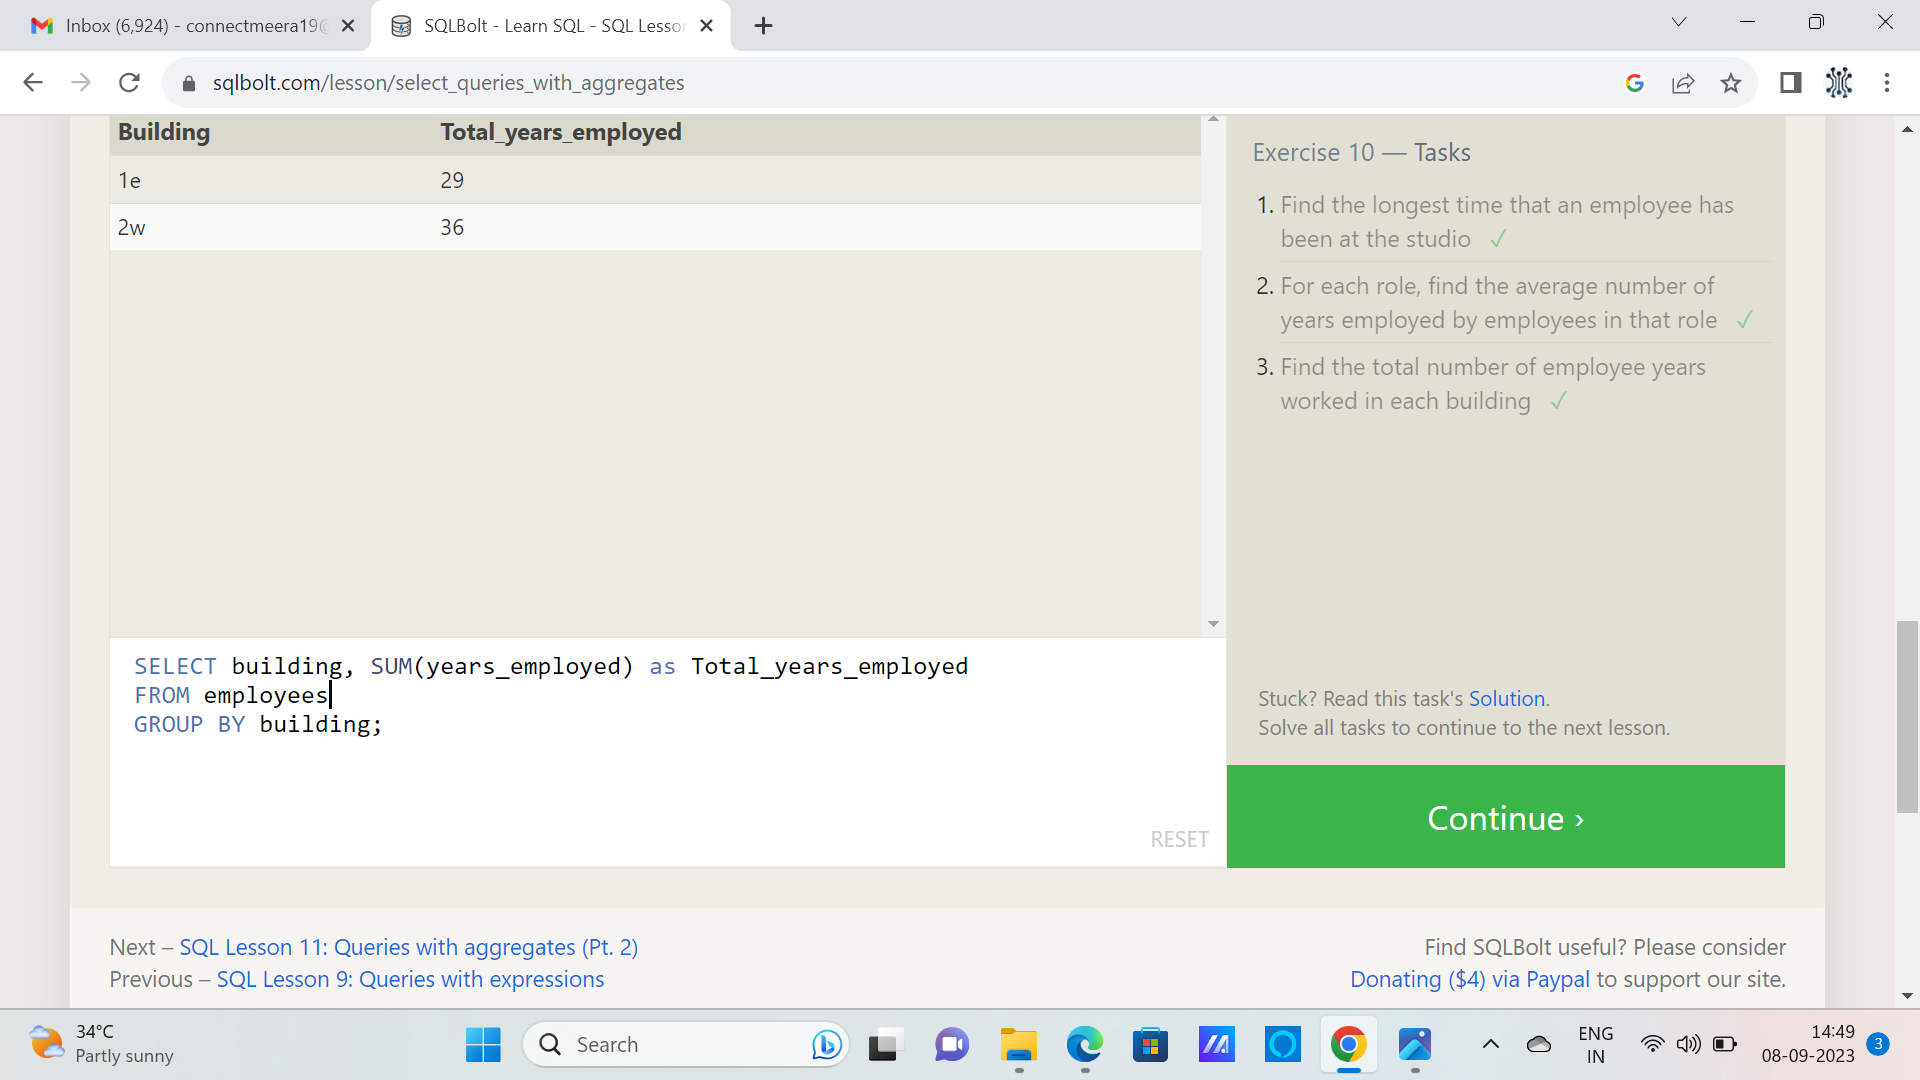 Inbox (6,924) - connectmeera19@
SQLBolt - Learn SQL - SQL Lesson
sqlbolt.com/lesson/select_queries_with_aggregates
Building Total_years_employed
1e 29
2w 36
Exercise 10 — Tasks
1. Find the longest time that an employee has
been at the studio ✓
2. For each role, find the average number of
years employed by employees in that role ✓
3. Find the total number of employee years
worked in each building ✓
SELECT building, SUM(years_employed) as Total_years_employed
FROM employees
GROUP BY building;
RESET
Stuck? Read this task's Solution.
Solve all tasks to continue to the next lesson.
Continue ›
Next – SQL Lesson 11: Queries with aggregates (Pt. 2)
Previous – SQL Lesson 9: Queries with expressions
Find SQLBolt useful? Please consider
Donating ($4) via Paypal to support our site.
34°C
Partly sunny
Search
ENG
IN
14:49
08-09-2023
3